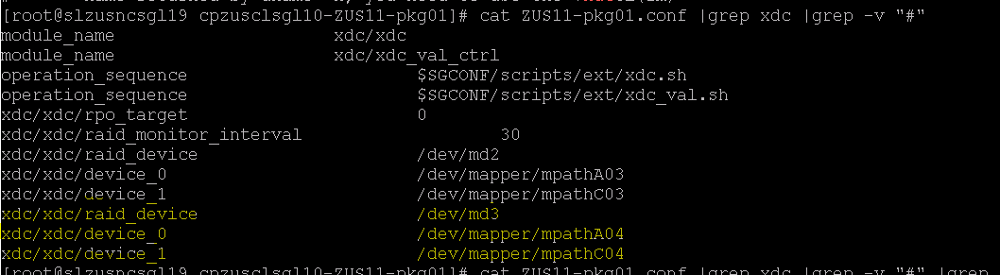 [root@slzusncsgl19 cpzusclsgl10-ZUS11-pkg01]# cat ZUS11-pkg01.conf |grep xdc |grep -v "#"
module_name xdc/xdc
module_name xdc/xdc_val_ctrl
operation_sequence $SGCONF/scripts/ext/xdc.sh
operation_sequence $SGCONF/scripts/ext/xdc_val.sh
xdc/xdc/rpo_target 0
xdc/xdc/raid_monitor_interval 30
xdc/xdc/raid_device /dev/md2
xdc/xdc/device_0 /dev/mapper/mpathA03
xdc/xdc/device_1 /dev/mapper/mpathC03
xdc/xdc/raid_device /dev/md3
xdc/xdc/device_0 /dev/mapper/mpathA04
xdc/xdc/device_1 /dev/mapper/mpathC04
[root@slzusncsgl19 cpzusclsgl10-ZUS11-pkg01]# cat ZUS11-pkg01.conf |grep xdc |grep -v "#" |grep